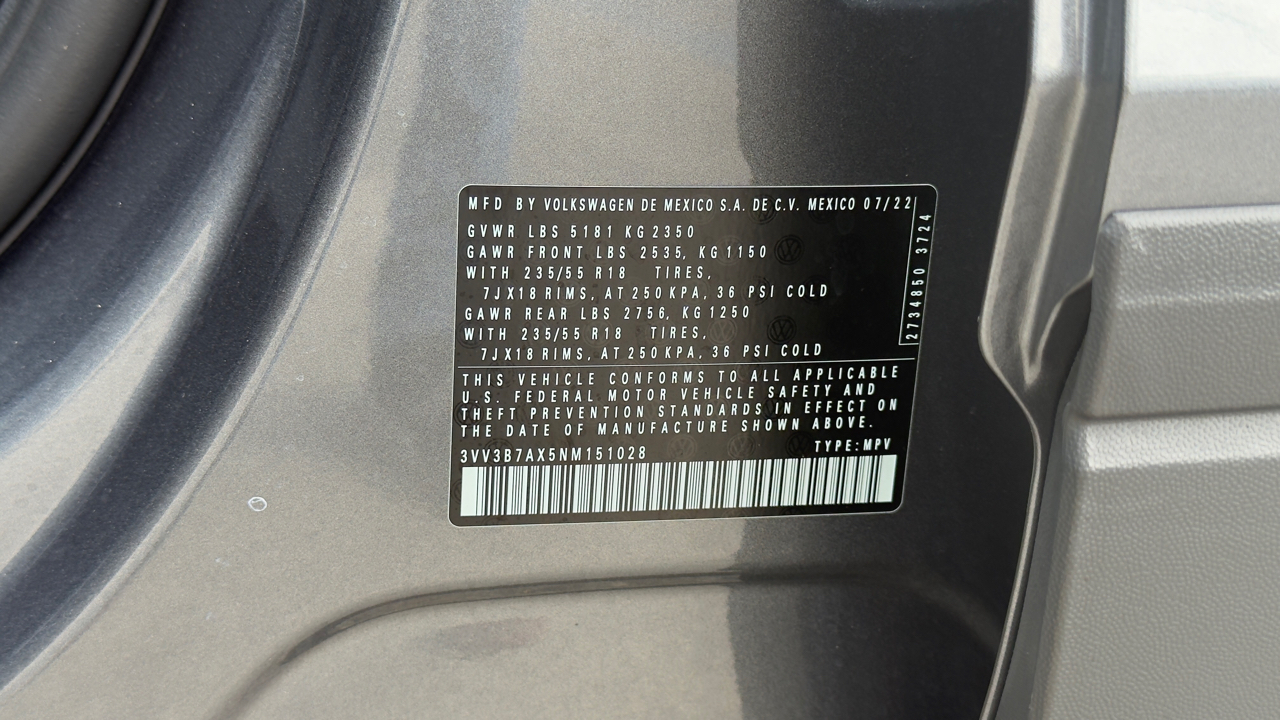 MFD BY VOLKSWAGEN DE MEXICO S.A. DE C.V. MEXICO 07/22
GVWR LBS 5181 KG 2350
GAWR FRONT LBS 2535, KG 1150
WITH 235/55 R18 TIRES,
7JX18 RIMS, AT 250 KPA, 36 PSI COLD
GAWR REAR LBS 2756, KG 1250
WITH 235/55 R18 TIRES,
7JX18 RIMS, AT 250 KPA, 36 PSI COLD
2734850 3724
THIS VEHICLE CONFORMS TO ALL APPLICABLE
U.S. FEDERAL MOTOR VEHICLE SAFETY AND
THEFT PREVENTION STANDARDS IN EFFECT ON
THE DATE OF MANUFACTURE SHOWN ABOVE.
3VV3B7AX5NM151028 TYPE:MPV